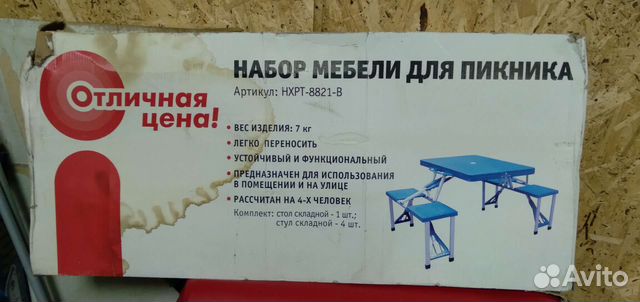 Отличная
цена!
НАБОР МЕБЕЛИ ДЛЯ ПИКНИКА
Артикул: HXPT-8821-B
• ВЕС ИЗДЕЛИЯ: 7 кг
• ЛЕГКО ПЕРЕНОСИТЬ
• УСТОЙЧИВЫЙ И ФУНКЦИОНАЛЬНЫЙ
• ПРЕДНАЗНАЧЕН ДЛЯ ИСПОЛЬЗОВАНИЯ
В ПОМЕЩЕНИИ И НА УЛИЦЕ
• РАССЧИТАН НА 4-Х ЧЕЛОВЕК
Комплект: стол складной - 1 шт.;
стул складной - 4 шт.
Avito